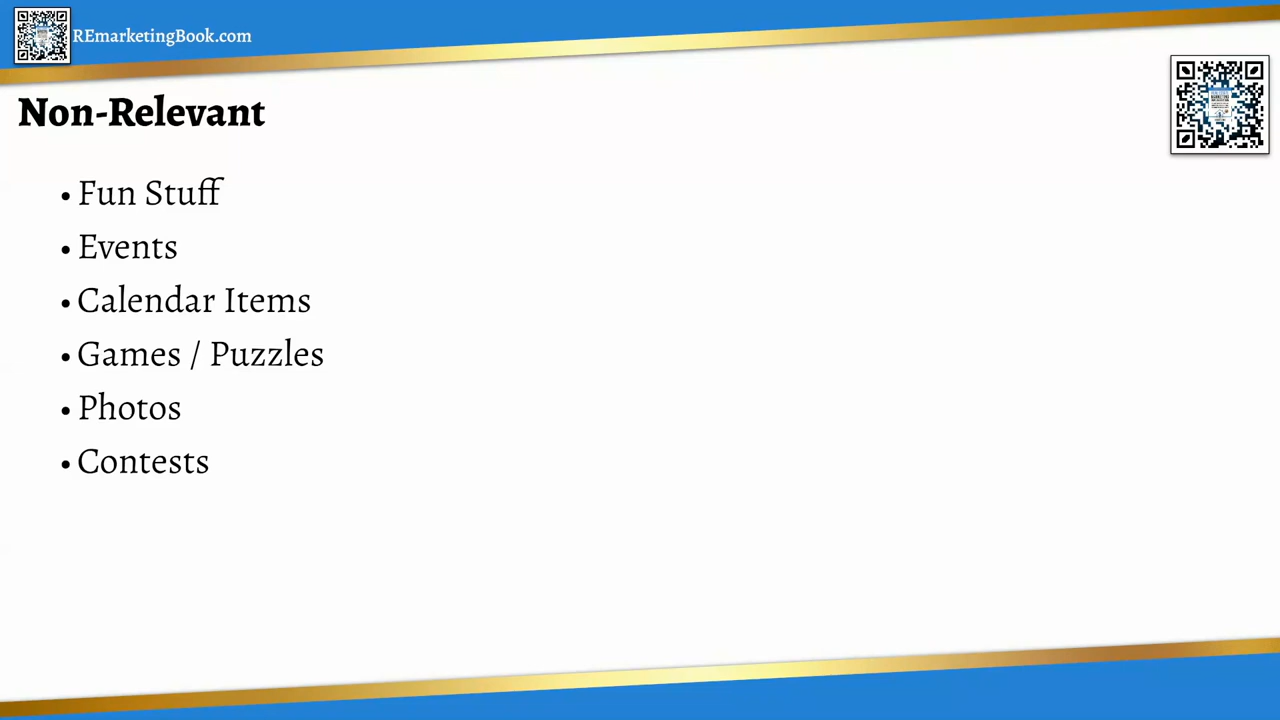 REmarketingBook.com
Non-Relevant
• Fun Stuff
• Events
• Calendar Items
• Games / Puzzles
• Photos
• Contests